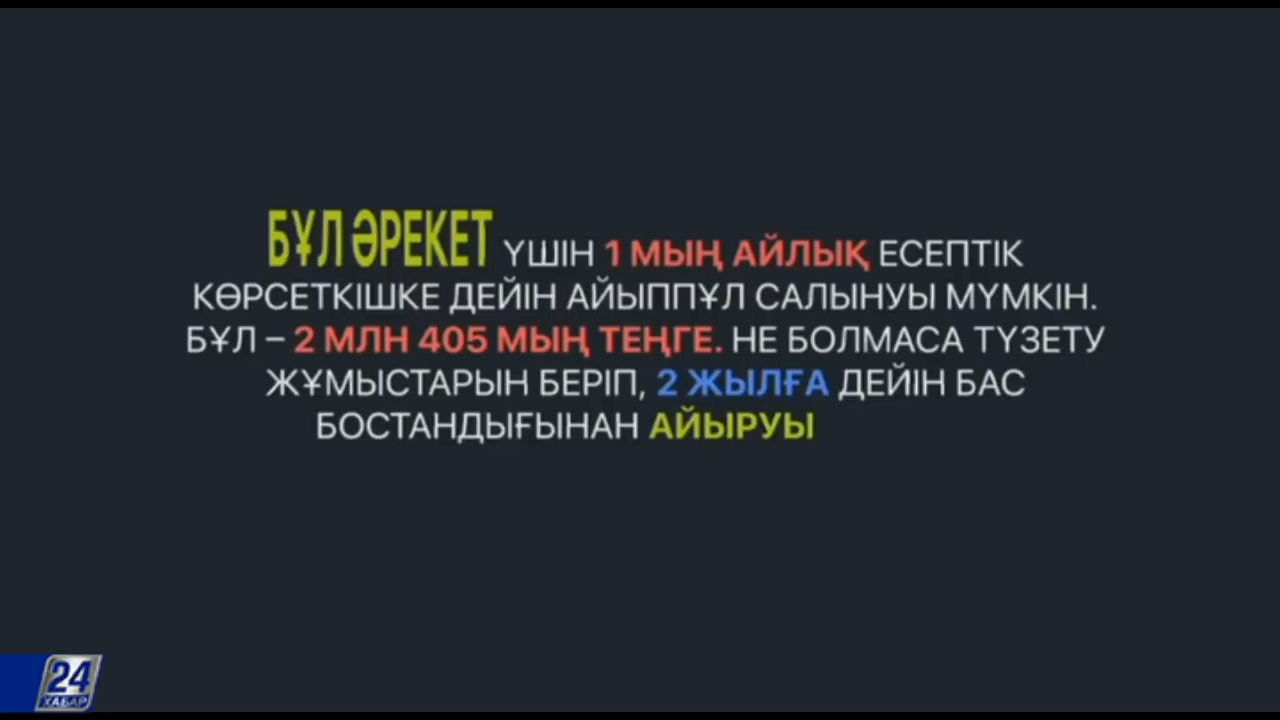 БҰЛ ӘРЕКЕТ ҮШІН 1 МЫҢ АЙЛЫҚ ЕСЕПТІК
КӨРСЕТКІШКЕ ДЕЙІН АЙЫППҰЛ САЛЫНУЫ МҮМКІН.
БҰЛ – 2 МЛН 405 МЫҢ ТЕҢГЕ. НЕ БОЛМАСА ТҮЗЕТУ
ЖҰМЫСТАРЫН БЕРІП, 2 ЖЫЛҒА ДЕЙІН БАС
БОСТАНДЫҒЫНАН АЙЫРУЫ
24
ХАБАР